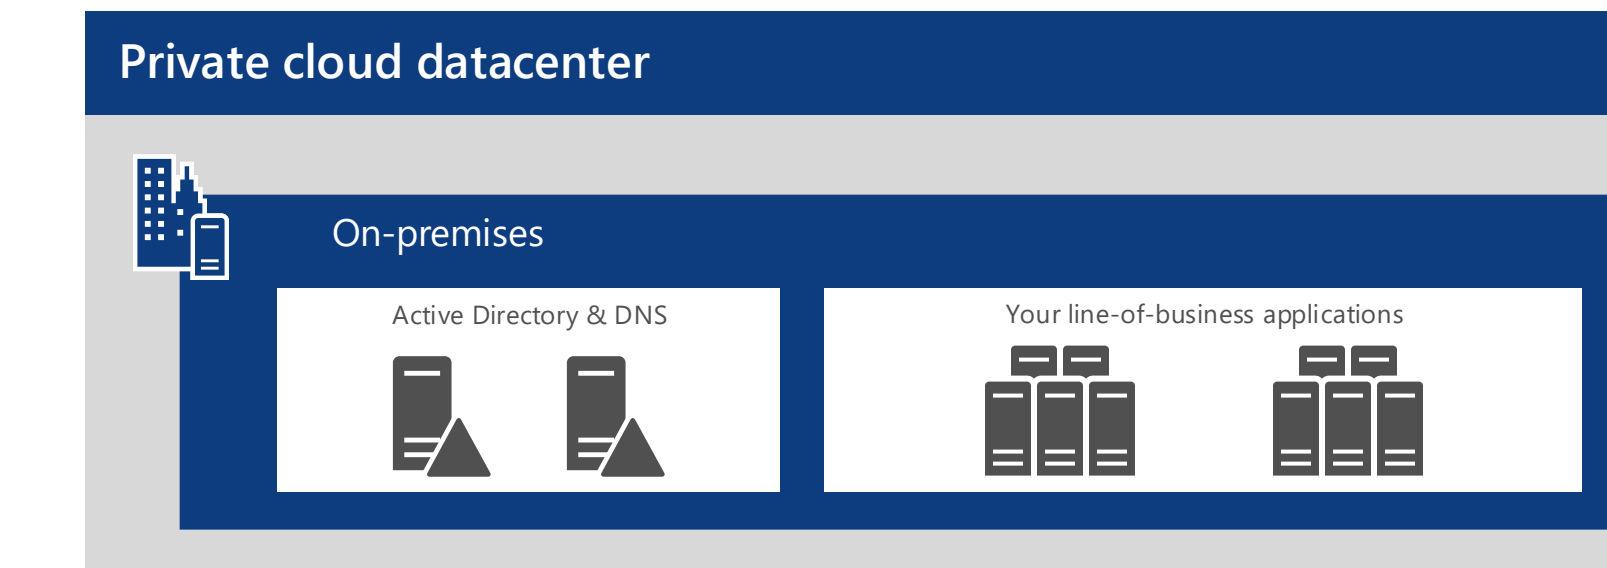 Private cloud datacenter
On-premises
Active Directory & DNS
Your line-of-business applications